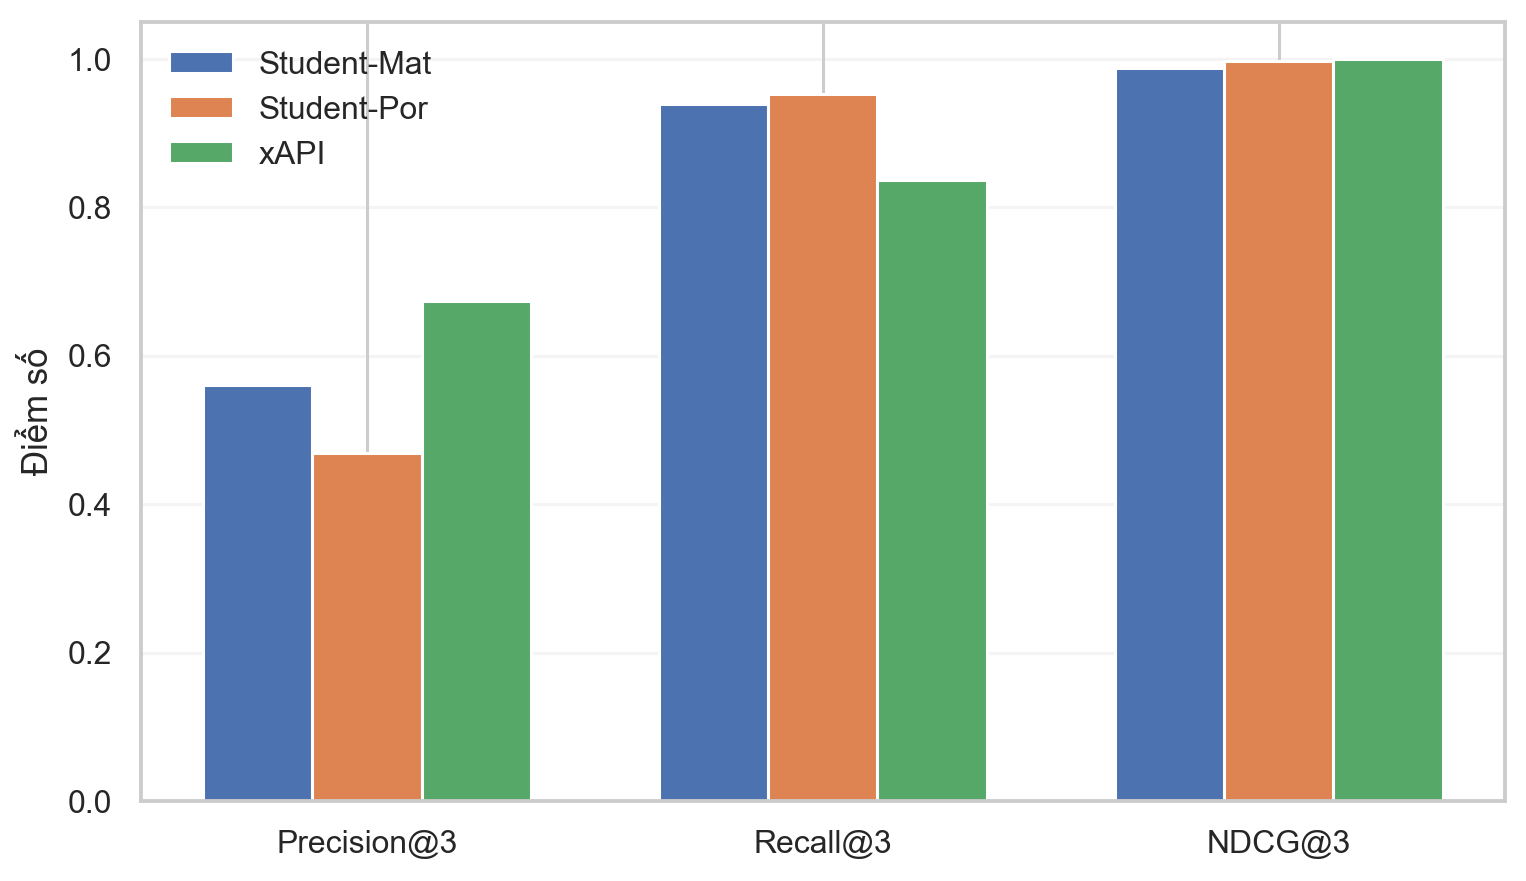 Student-Mat
Student-Por
xAPI
Điểm số
1.0
0.8
0.6
0.4
0.2
0.0
Precision@3
Recall@3
NDCG@3